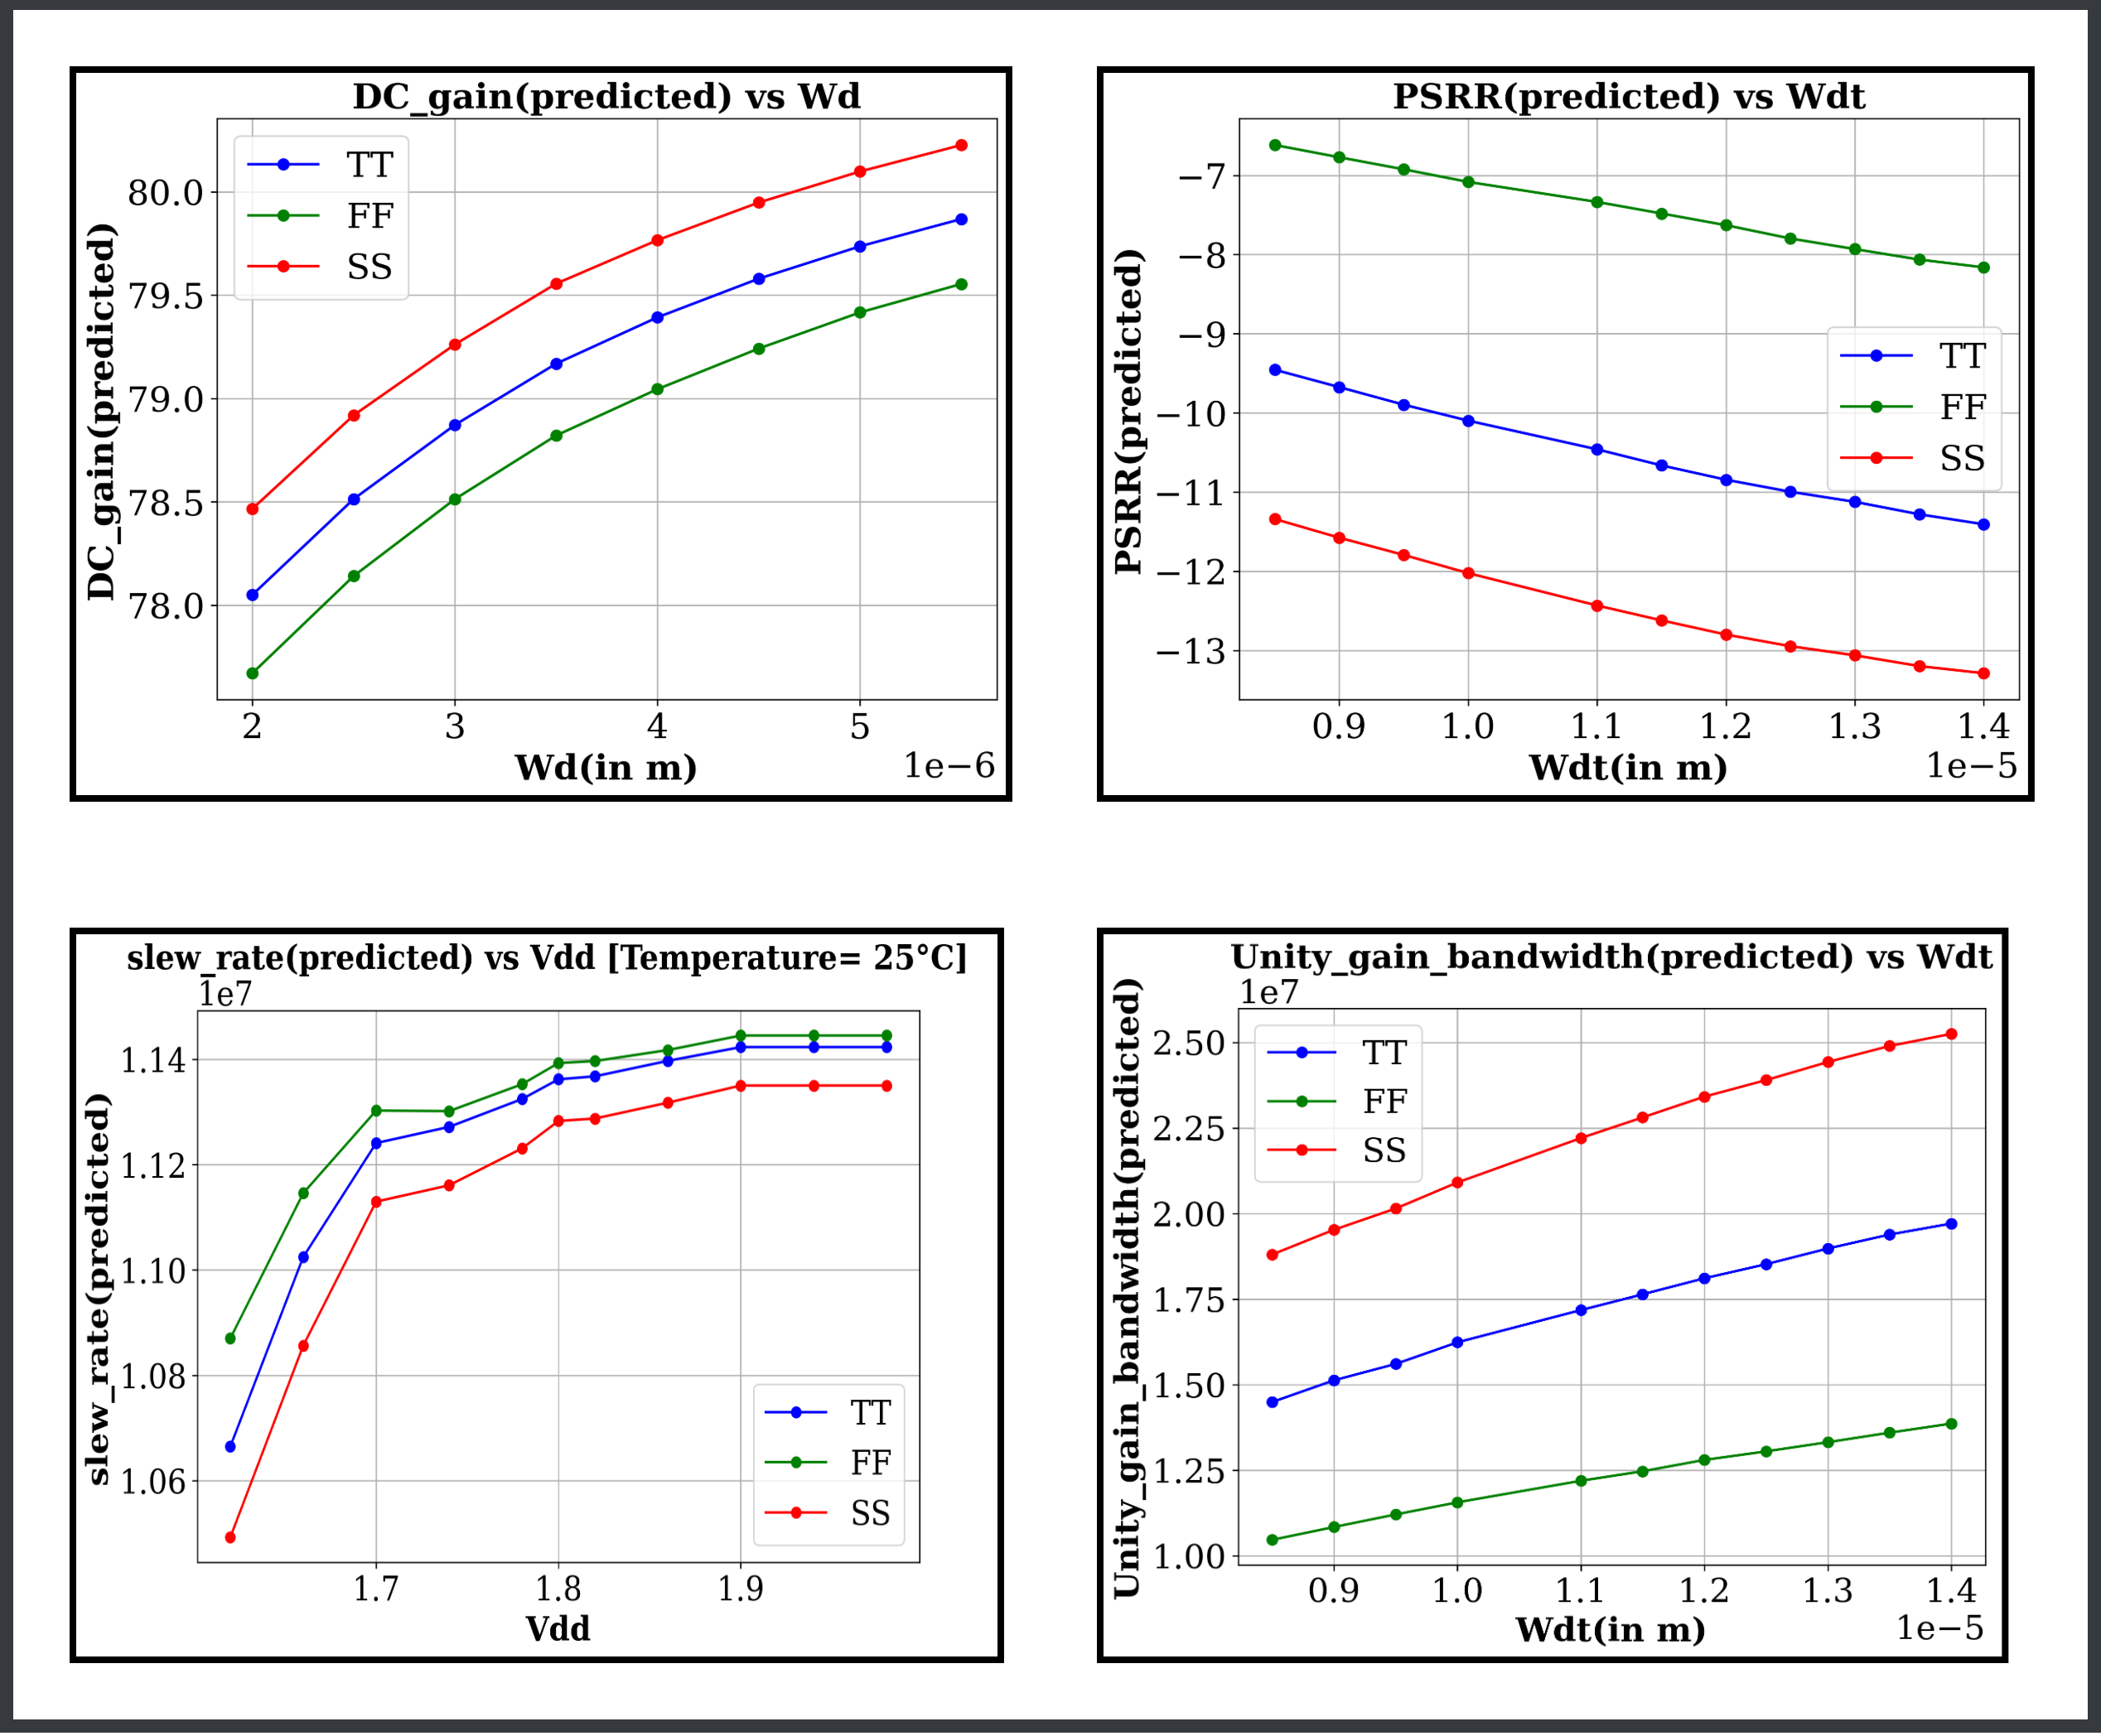 DC_gain(predicted) vs Wd
TT
FF
SS
80.0
79.5
79.0
78.5
78.0
DC_gain(predicted)
2 3 4 5
Wd(in m)
1e−6
PSRR(predicted) vs Wdt
−7
−8
−9
−10
−11
−12
−13
PSRR(predicted)
TT
FF
SS
0.9 1.0 1.1 1.2 1.3 1.4
Wdt(in m)
1e−5
slew_rate(predicted) vs Vdd [Temperature= 25°C]
1e7
1.14
1.12
1.10
1.08
1.06
slew_rate(predicted)
TT
FF
SS
1.7 1.8 1.9
Vdd
Unity_gain_bandwidth(predicted) vs Wdt
1e7
TT
FF
SS
2.50
2.25
2.00
1.75
1.50
1.25
1.00
Unity_gain_bandwidth(predicted)
0.9 1.0 1.1 1.2 1.3 1.4
Wdt(in m)
1e−5